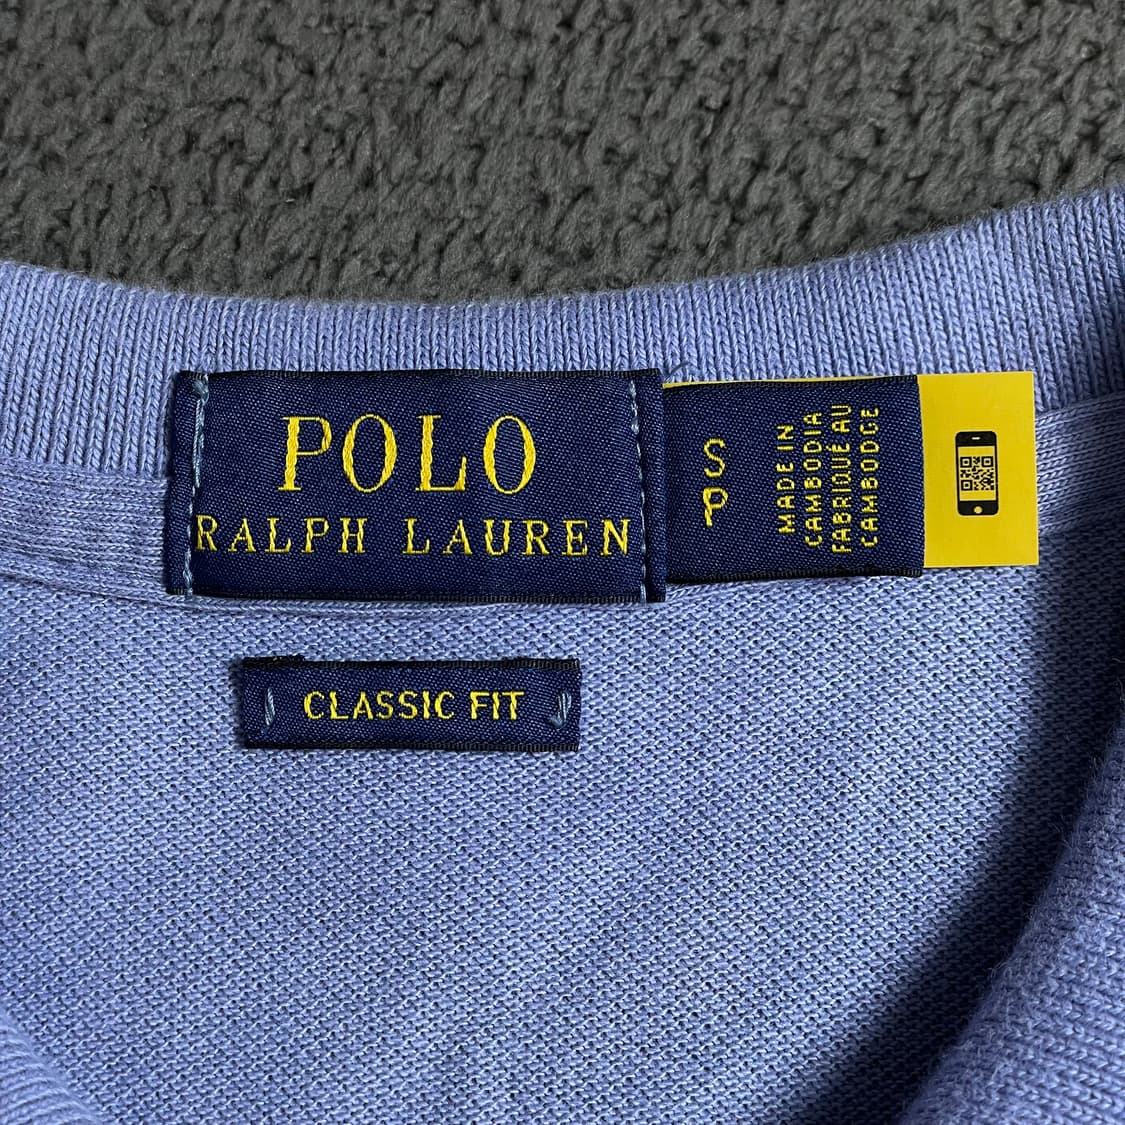 POLO
RALPH LAUREN
S
P
MADE IN
CAMBODIA
FABRIQUÉ AU
CAMBODGE
CLASSIC FIT